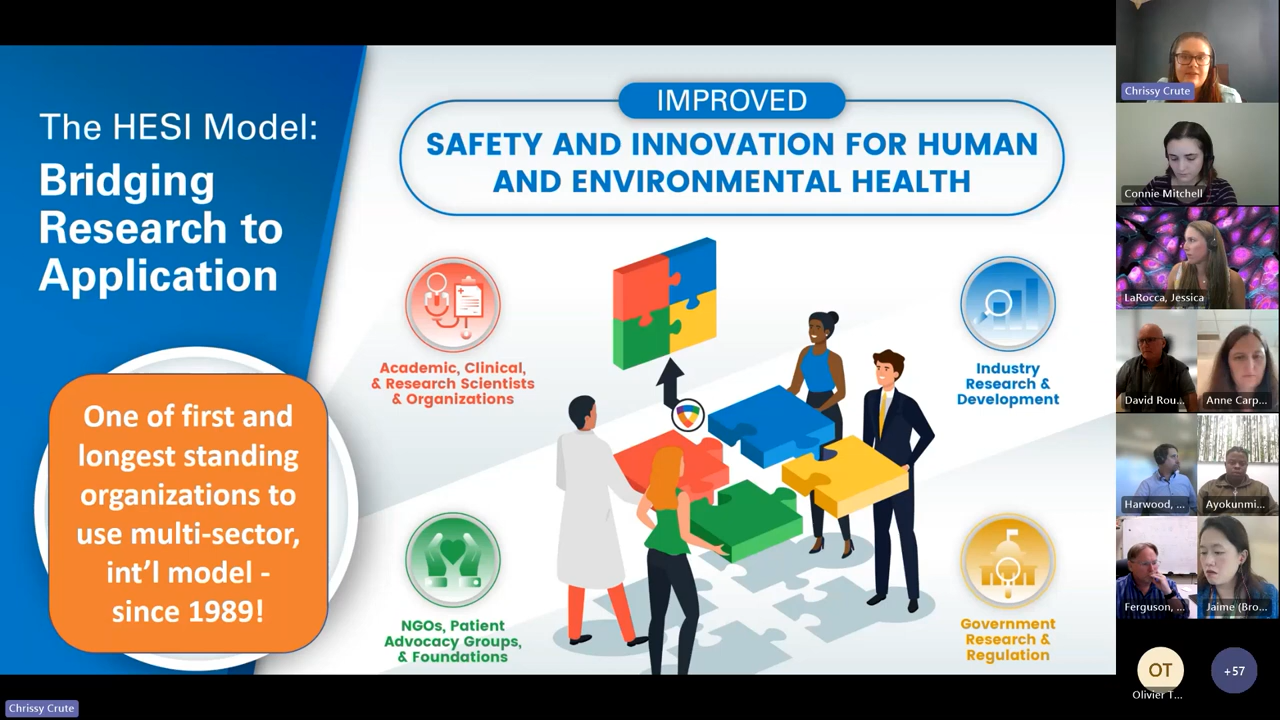 The HESI Model:
Bridging
Research to
Application
One of first and
longest standing
organizations to
use multi-sector,
int'l model -
since 1989!
IMPROVED
SAFETY AND INNOVATION FOR HUMAN
AND ENVIRONMENTAL HEALTH
Academic, Clinical,
& Research Scientists
& Organizations
Industry
Research &
Development
NGOs, Patient
Advocacy Groups,
& Foundations
Government
Research &
Regulation
Chrissy Crute
Chrissy Crute
Connie Mitchell
LaRocca, Jessica
David Rou...
Anne Carp...
Harwood, ...
Ayokunmi...
Ferguson, ...
Jaime (Bro...
OT
Olivier T...
+57